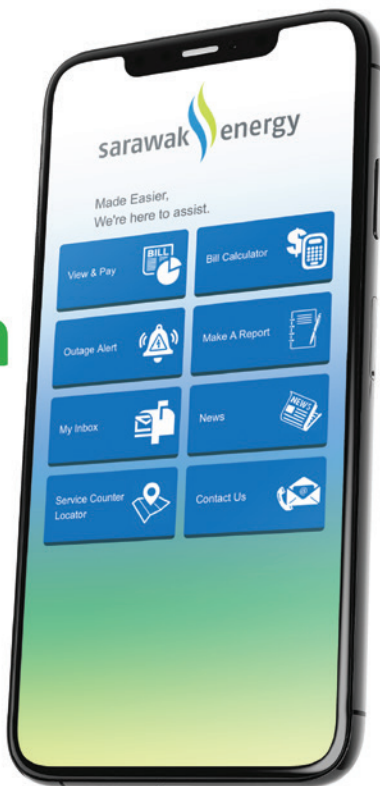 sarawak energy
Made Easier,
We're here to assist.
View & Pay
BILL
Bill Calculator
Outage Alert
Make A Report
My Inbox
News
NEWS
Service Counter
Locator
Contact Us
@